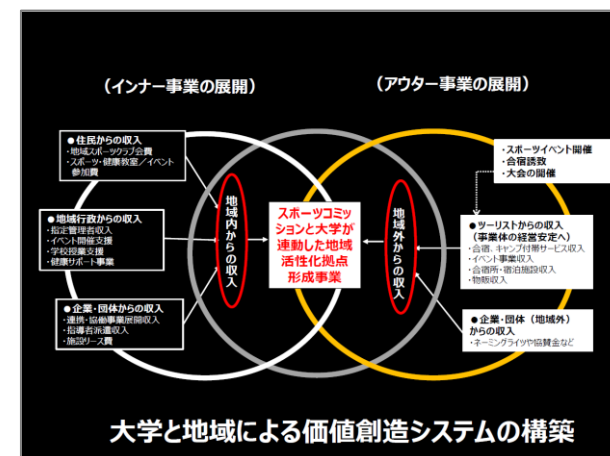 （インナー事業の展開）
（アウター事業の展開）
●住民からの収入
・地域スポーツクラブ会費
・スポーツ・健康教室／イベント
参加費
●地域行政からの収入
・指定管理者収入
・イベント開催支援
・学校授業支援
・健康サポート事業
●企業・団体からの収入
・連携・協働事業展開収入
・指導者派遣収入
・施設リース費
地域内からの収入
スポーツコミッ
ションと大学が
連動した地域
活性化拠点
形成事業
地域外からの収入
・スポーツイベント開催
・合宿誘致
・大会の開催
●ツーリストからの収入
（事業体の経営安定へ）
・合宿、キャンプ付帯サービス収入
・イベント事業収入
・合宿所・宿泊施設収入
・物販収入
●企業・団体（地域外）
からの収入
・ネーミングライツや協賛金など
大学と地域による価値創造システムの構築